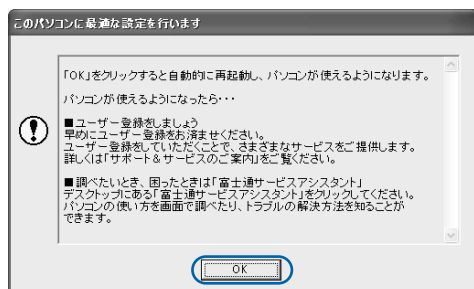 このパソコンに最適な設定を行います
「OK」をクリックすると自動的に再起動し、パソコンが使えるようになります。
パソコンが使えるようになったら・・・
■ユーザー登録をしましょう
早めにユーザー登録をお済ませください。
ユーザー登録をしていただくことで、さまざまなサービスをご提供します。
詳しくは「サポート＆サービスのご案内」をご覧ください。
■調べたいとき、困ったときは「富士通サービスアシスタント」
デスクトップにある「富士通サービスアシスタント」をクリックしてください。
パソコンの使い方を画面で調べたり、トラブルの解決方法を知ることが
できます。
OK